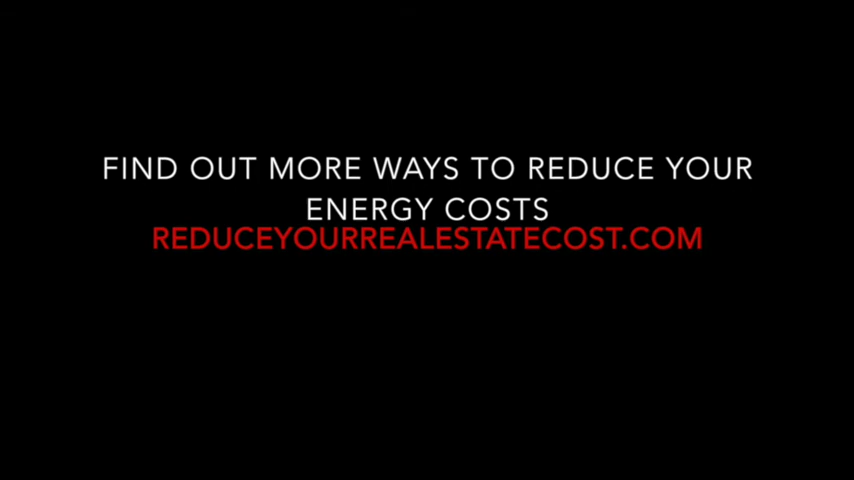 FIND OUT MORE WAYS TO REDUCE YOUR
ENERGY COSTS
REDUCEYOURREALESTATECOST.COM